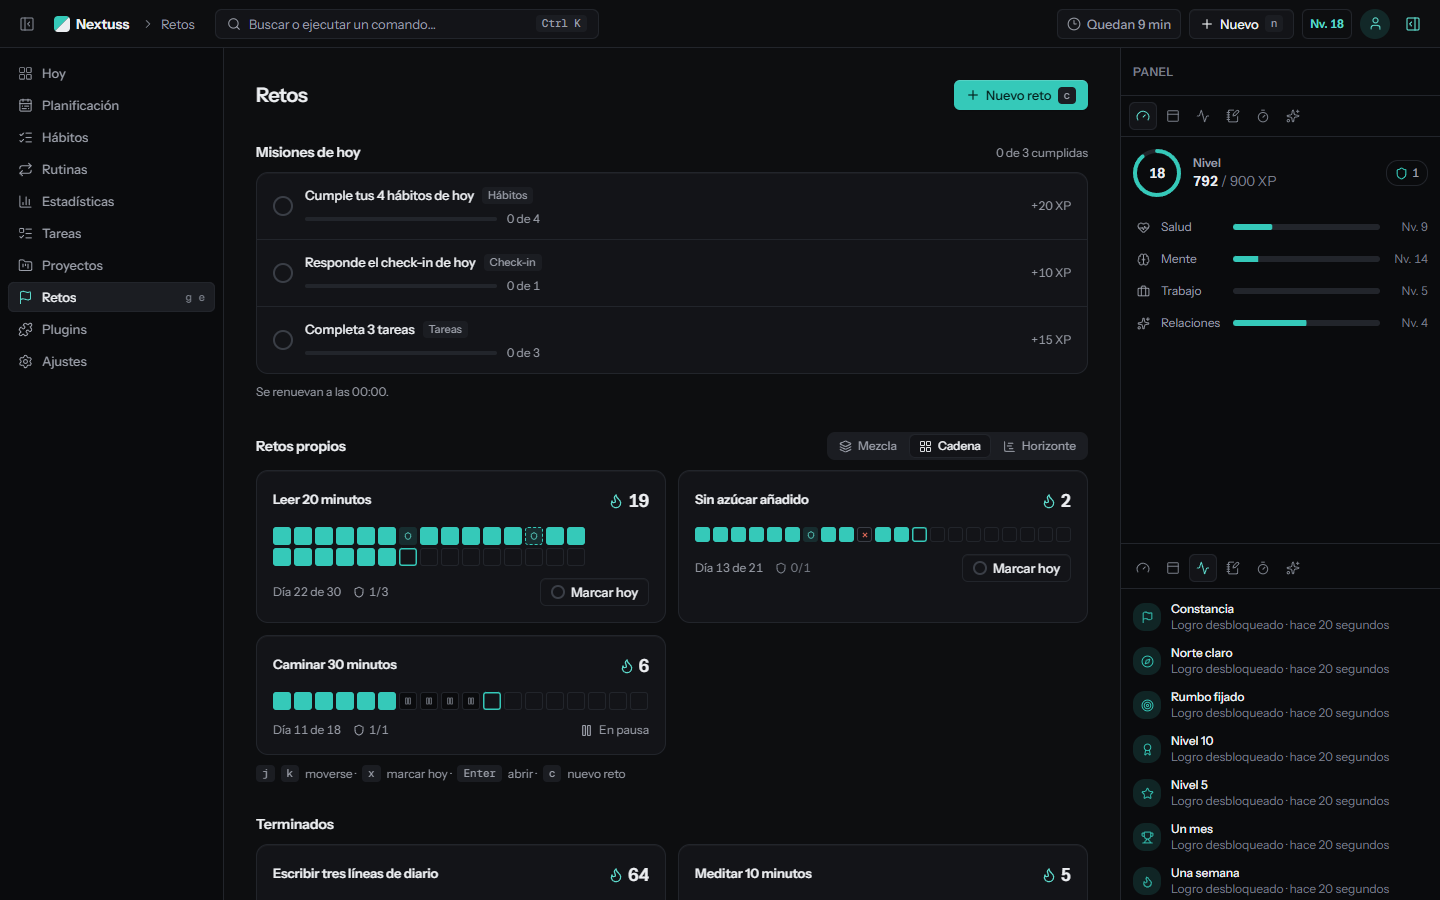 Nextuss
Retos
Buscar o ejecutar un comando...
Ctrl K
Quedan 9 min
Nuevo n
Nv. 18
Hoy
Planificación
Hábitos
Rutinas
Estadísticas
Tareas
Proyectos
Retos g e
Plugins
Ajustes
Retos
Nuevo reto c
Misiones de hoy
0 de 3 cumplidas
Cumple tus 4 hábitos de hoy Hábitos
0 de 4
+20 XP
Responde el check-in de hoy Check-in
0 de 1
+10 XP
Completa 3 tareas Tareas
0 de 3
+15 XP
Se renuevan a las 00:00.
Retos propios
Mezcla Cadena Horizonte
Leer 20 minutos 19
Día 22 de 30 1/3 Marcar hoy
Sin azúcar añadido 2
Día 13 de 21 0/1 Marcar hoy
Caminar 30 minutos 6
Día 11 de 18 1/1 En pausa
j k moverse · x marcar hoy · Enter abrir · c nuevo reto
Terminados
Escribir tres líneas de diario 64
Meditar 10 minutos 5
PANEL
18
Nivel
792 / 900 XP
1
Salud Nv. 9
Mente Nv. 14
Trabajo Nv. 5
Relaciones Nv. 4
Constancia
Logro desbloqueado · hace 20 segundos
Norte claro
Logro desbloqueado · hace 20 segundos
Rumbo fijado
Logro desbloqueado · hace 20 segundos
Nivel 10
Logro desbloqueado · hace 20 segundos
Nivel 5
Logro desbloqueado · hace 20 segundos
Un mes
Logro desbloqueado · hace 20 segundos
Una semana
Logro desbloqueado · hace 20 segundos